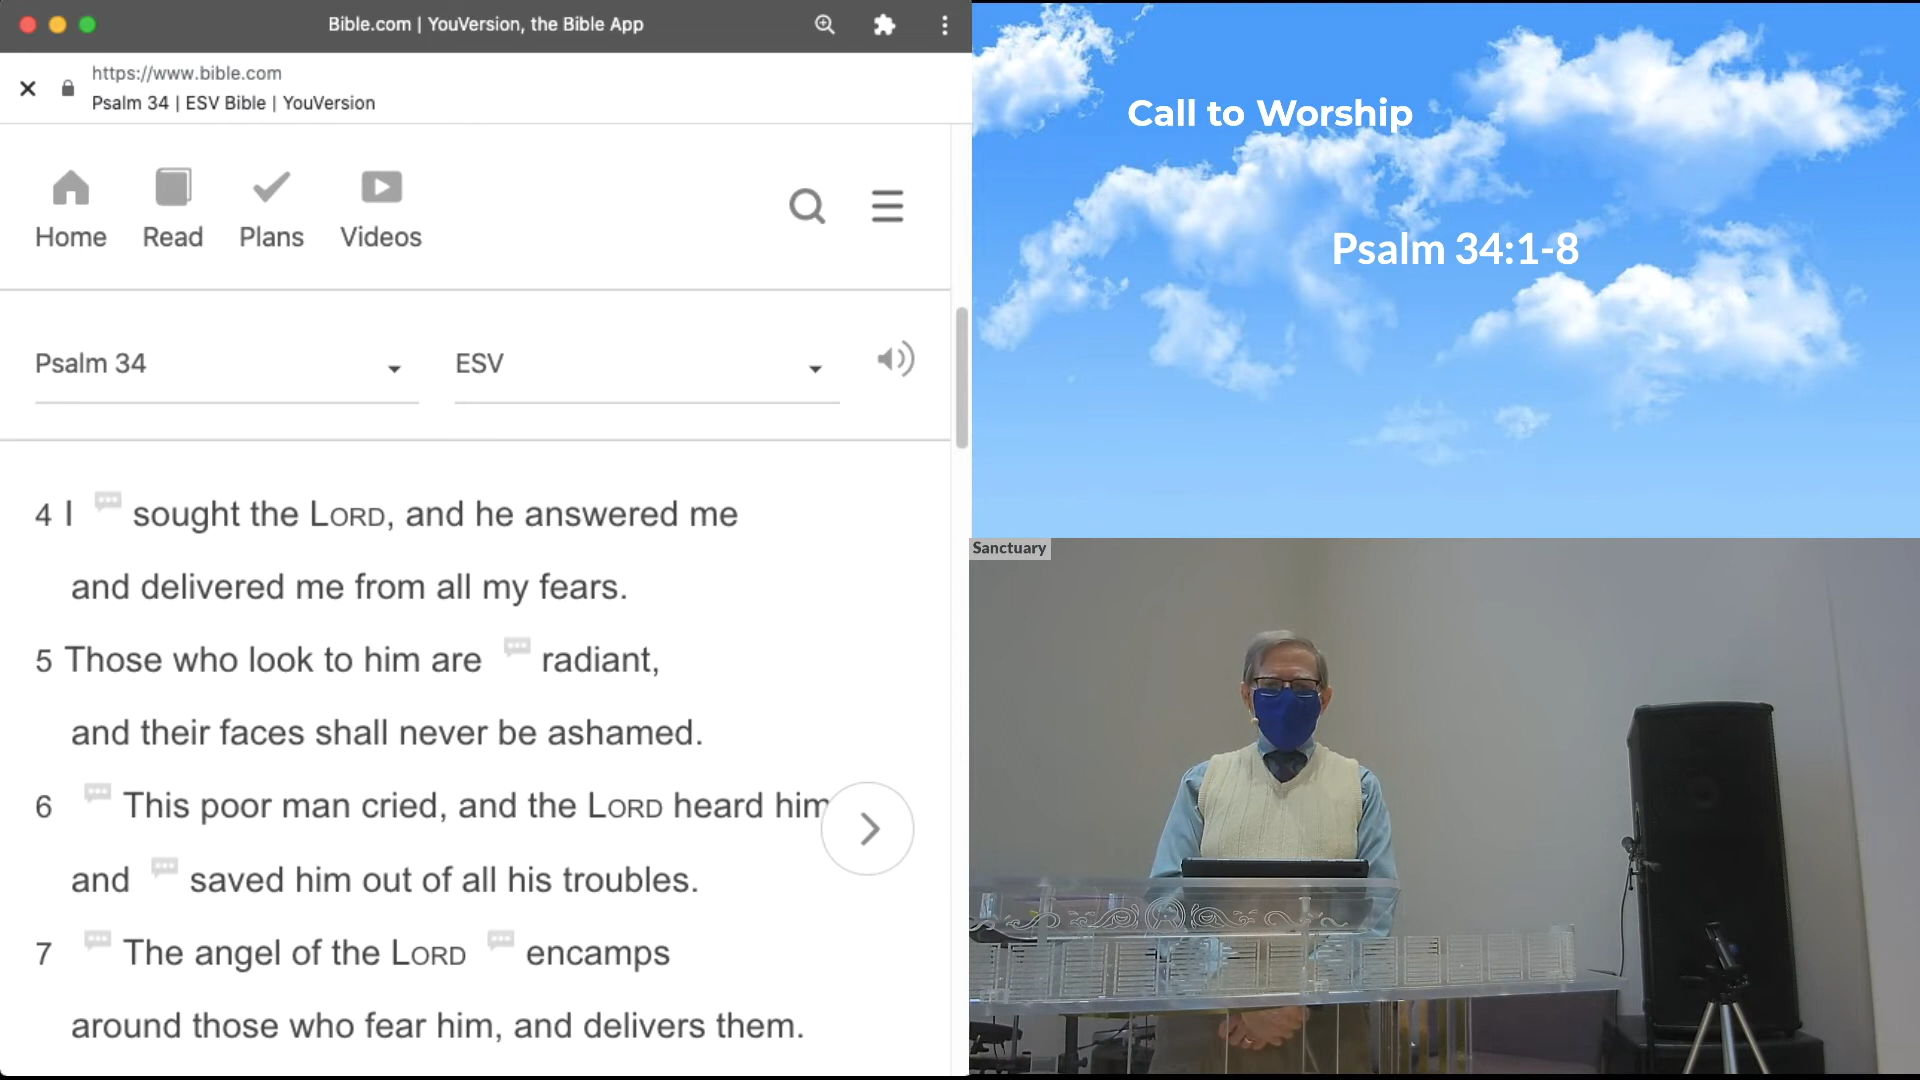 Bible.com | YouVersion, the Bible App
https://www.bible.com
Psalm 34 | ESV Bible | YouVersion
Home Read Plans Videos
Psalm 34 ESV
4 I sought the LORD, and he answered me
and delivered me from all my fears.
5 Those who look to him are radiant,
and their faces shall never be ashamed.
6 This poor man cried, and the LORD heard him
and saved him out of all his troubles.
7 The angel of the LORD encamps
around those who fear him, and delivers them.
Call to Worship
Psalm 34:1-8
Sanctuary